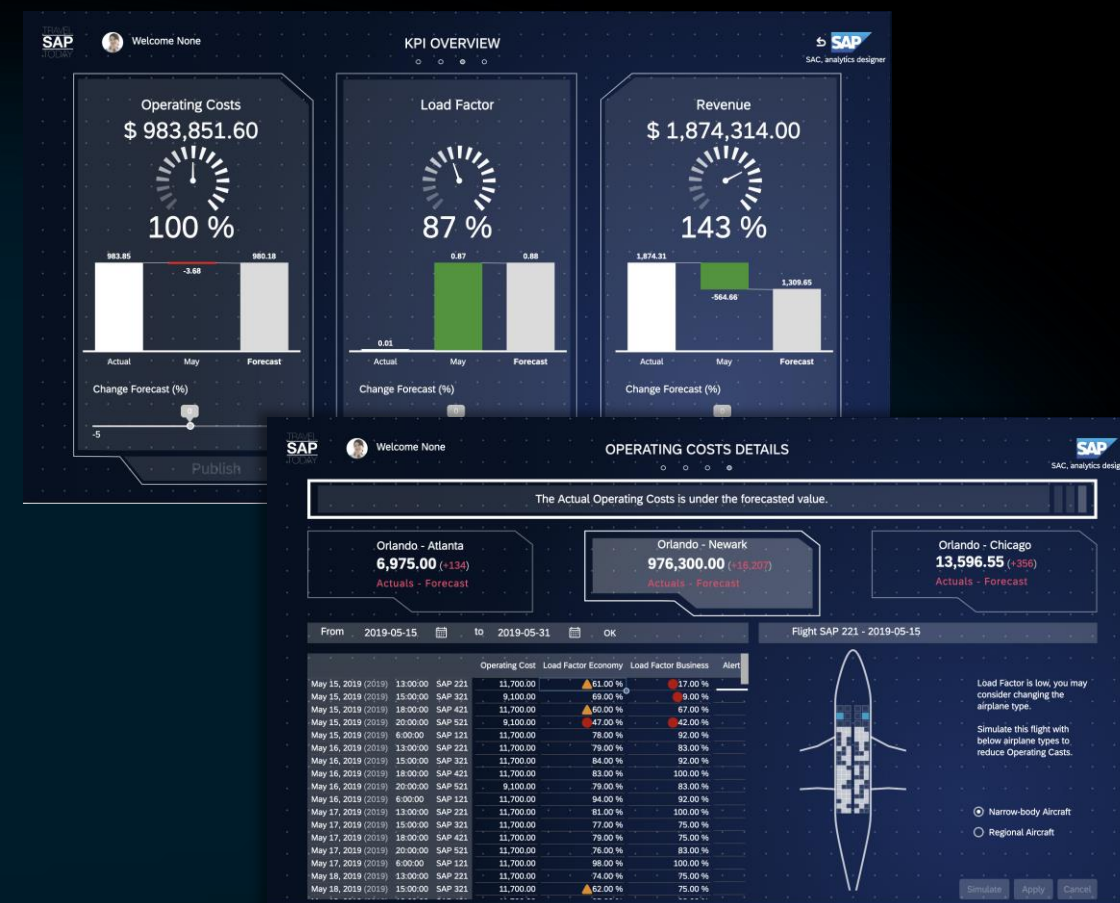 TRAVEL
SAP
TODAY
Welcome None
KPI OVERVIEW
SAP
SAC, analytics designer
Operating Costs
$ 983,851.60
100 %
983.85
-3.68
980.18
Actual May Forecast
Change Forecast (%)
0
-5
Publish
Load Factor
87 %
0.01
0.87
0.88
Actual May Forecast
Change Forecast (%)
0
Revenue
$ 1,874,314.00
143 %
1,874.31
-564.66
1,309.65
Actual May Forecast
Change Forecast (%)
0
TRAVEL
SAP
TODAY
Welcome None
OPERATING COSTS DETAILS
SAP
SAC, analytics desig
The Actual Operating Costs is under the forecasted value.
Orlando - Atlanta
6,975.00 (+134)
Actuals - Forecast
Orlando - Newark
976,300.00 (+16,207)
Actuals - Forecast
Orlando - Chicago
13,596.55 (+356)
Actuals - Forecast
From 2019-05-15 to 2019-05-31 OK
Operating Cost Load Factor Economy Load Factor Business Alert
May 15, 2019 (2019) 13:00:00 SAP 221 11,700.00 61.00 % 17.00 %
May 15, 2019 (2019) 15:00:00 SAP 321 9,100.00 69.00 % 9.00 %
May 15, 2019 (2019) 18:00:00 SAP 421 11,700.00 60.00 % 67.00 %
May 15, 2019 (2019) 20:00:00 SAP 521 9,100.00 47.00 % 42.00 %
May 15, 2019 (2019) 6:00:00 SAP 121 11,700.00 78.00 % 92.00 %
May 16, 2019 (2019) 13:00:00 SAP 221 11,700.00 79.00 % 83.00 %
May 16, 2019 (2019) 15:00:00 SAP 321 11,700.00 84.00 % 92.00 %
May 16, 2019 (2019) 18:00:00 SAP 421 11,700.00 83.00 % 100.00 %
May 16, 2019 (2019) 20:00:00 SAP 521 9,100.00 79.00 % 83.00 %
May 16, 2019 (2019) 6:00:00 SAP 121 11,700.00 94.00 % 92.00 %
May 17, 2019 (2019) 13:00:00 SAP 221 11,700.00 81.00 % 100.00 %
May 17, 2019 (2019) 15:00:00 SAP 321 11,700.00 77.00 % 75.00 %
May 17, 2019 (2019) 18:00:00 SAP 421 11,700.00 79.00 % 75.00 %
May 17, 2019 (2019) 20:00:00 SAP 521 11,700.00 76.00 % 83.00 %
May 17, 2019 (2019) 6:00:00 SAP 121 11,700.00 98.00 % 100.00 %
May 18, 2019 (2019) 13:00:00 SAP 221 11,700.00 74.00 % 75.00 %
May 18, 2019 (2019) 15:00:00 SAP 321 11,700.00 62.00 % 75.00 %
Flight SAP 221 - 2019-05-15
Load Factor is low, you may
consider changing the
airplane type.
Simulate this flight with
below airplane types to
reduce Operating Casts.
Narrow-body Aircraft
Regional Aircraft
Simulate Apply Cancel